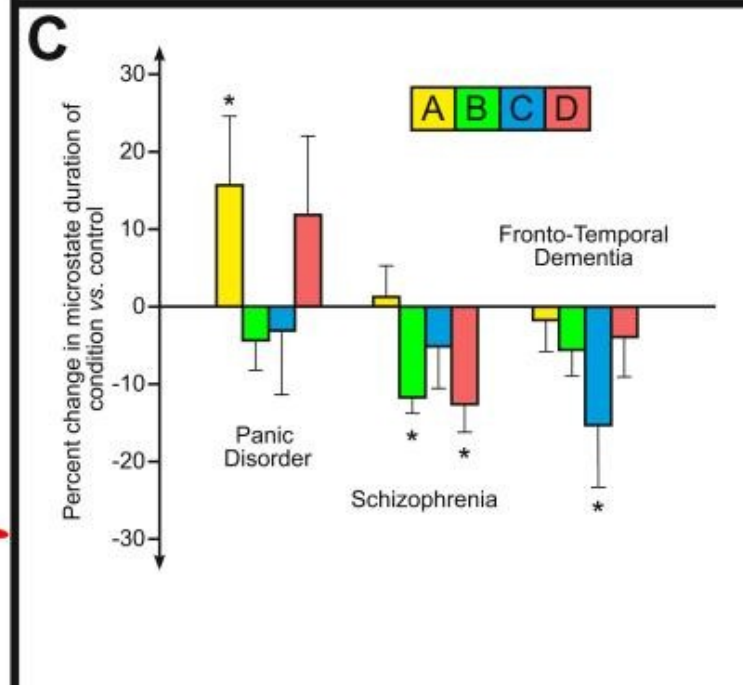 C
Percent change in microstate duration of
condition vs. control
30
20
10
0
-10
-20
-30
A B C D
*
Fronto-Temporal
Dementia
Panic
Disorder
*
*
Schizophrenia
*